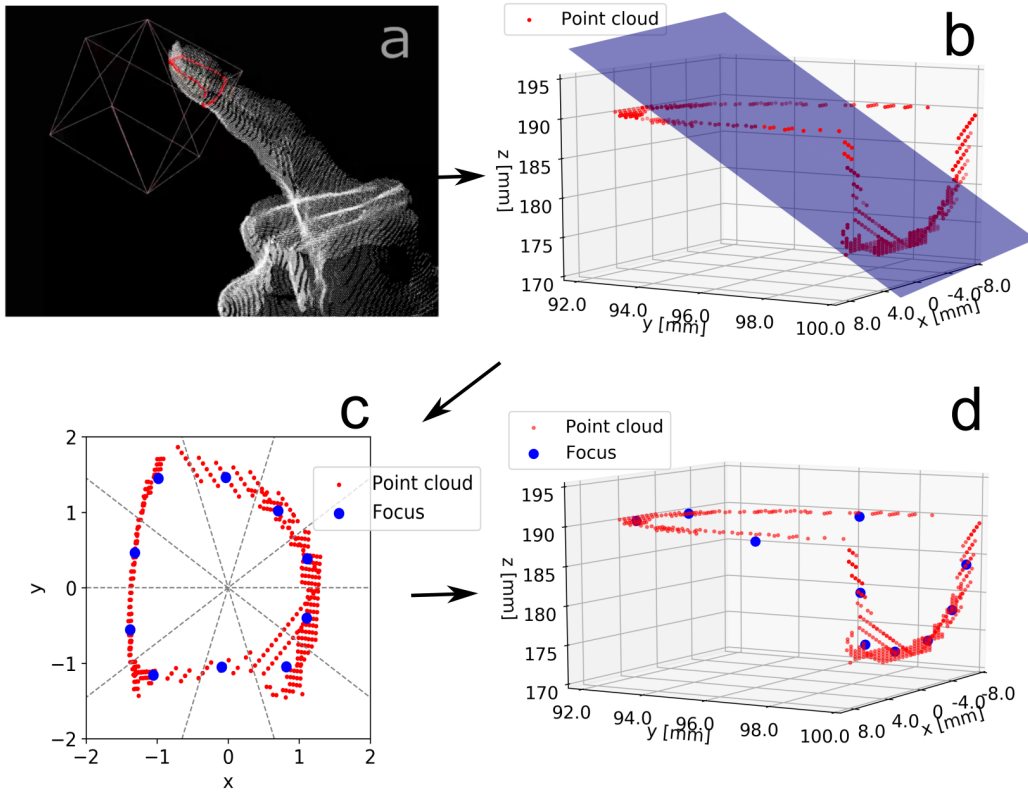 a
b
Point cloud
195
190
185
180
175
170
z [mm]
92.0
94.0
96.0
98.0
100.0
y [mm]
8.0
4.0
0
-4.0
-8.0
x [mm]
c
2
1
0
−1
−2
y
−2
−1
0
1
2
x
Point cloud
Focus
d
Point cloud
Focus
195
190
185
180
175
170
z [mm]
92.0
94.0
96.0
98.0
100.0
y [mm]
8.0
4.0
0
-4.0
-8.0
x [mm]